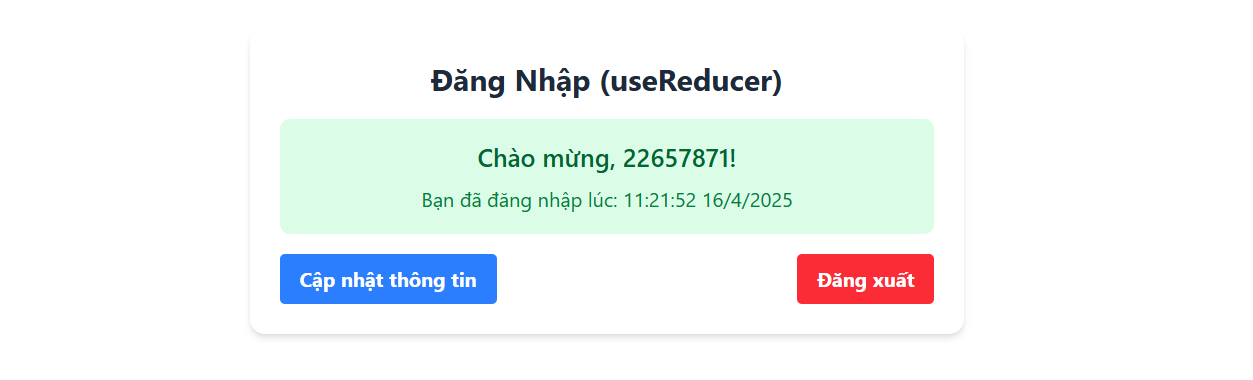 Đăng Nhập (useReducer)
Chào mừng, 22657871!
Bạn đã đăng nhập lúc: 11:21:52 16/4/2025
Cập nhật thông tin
Đăng xuất